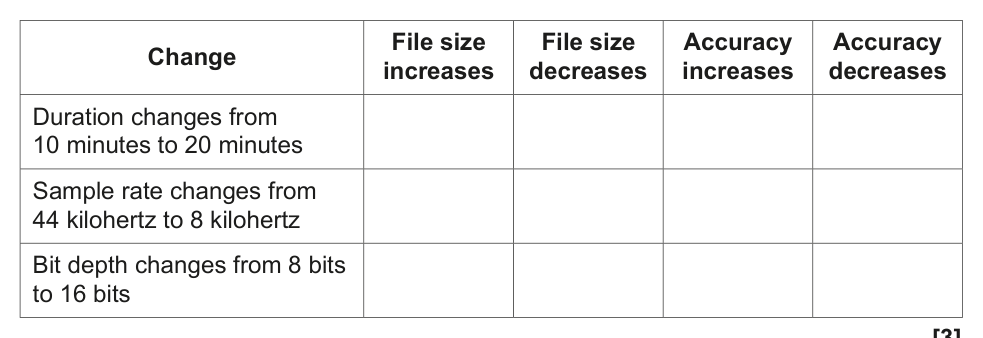 Change
File size
increases
File size
decreases
Accuracy
increases
Accuracy
decreases
Duration changes from
10 minutes to 20 minutes
Sample rate changes from
44 kilohertz to 8 kilohertz
Bit depth changes from 8 bits
to 16 bits
[3]